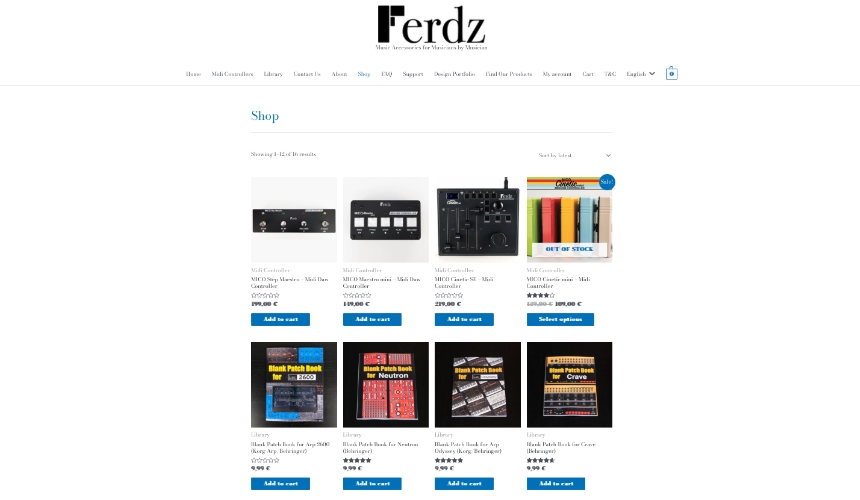 Ferdz
Music Accessories for Musicians by Musician
Home Midi Controllers Library Contact Us About Shop FAQ Support Design Portfolio Find Our Products My account Cart T&C English 0
Shop
Showing 1–12 of 16 results
Sort by latest
Sale!
OUT OF STOCK
Midi Controller Midi Controller Midi Controller Midi Controller
MICO Step Maestro – Midi Daw MICO Maestro mini – Midi Daw MICO Cinetic SE – Midi MICO Cinetic mini – Midi
Controller Controller Controller Controller
199,00 € 149,00 € 219,00 € 189,00 €
Add to cart Add to cart Add to cart Select options
Blank Patch Book Blank Patch Book Blank Patch Book Blank Patch Book
for 2600 for Neutron for for Crave
Library Library Library Library
Blank Patch Book for Arp 2600 Blank Patch Book for Neutron Blank Patch Book for Arp Blank Patch Book for Crave
(Korg/Behringer) (Behringer) Odyssey (Korg/Behringer) (Behringer)
9,99 € 9,99 € 9,99 € 9,99 €
Add to cart Add to cart Add to cart Add to cart